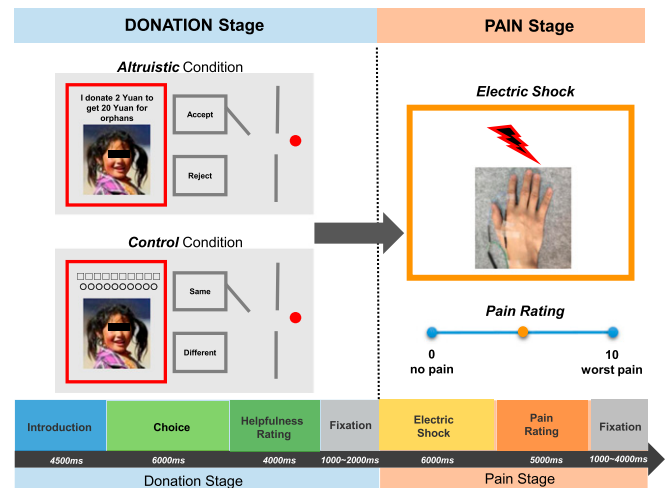 DONATION Stage
PAIN Stage
Altruistic Condition
I donate 2 Yuan to
get 20 Yuan for
orphans
Accept
Reject
Control Condition
□□□□□□□□□□
○○○○○○○○○○
Same
Different
Electric Shock
Pain Rating
0
no pain
10
worst pain
Introduction
Choice
Helpfulness
Rating
Fixation
Electric
Shock
Pain
Rating
Fixation
4500ms
6000ms
4000ms
1000~2000ms
6000ms
5000ms
1000~4000ms
Donation Stage
Pain Stage